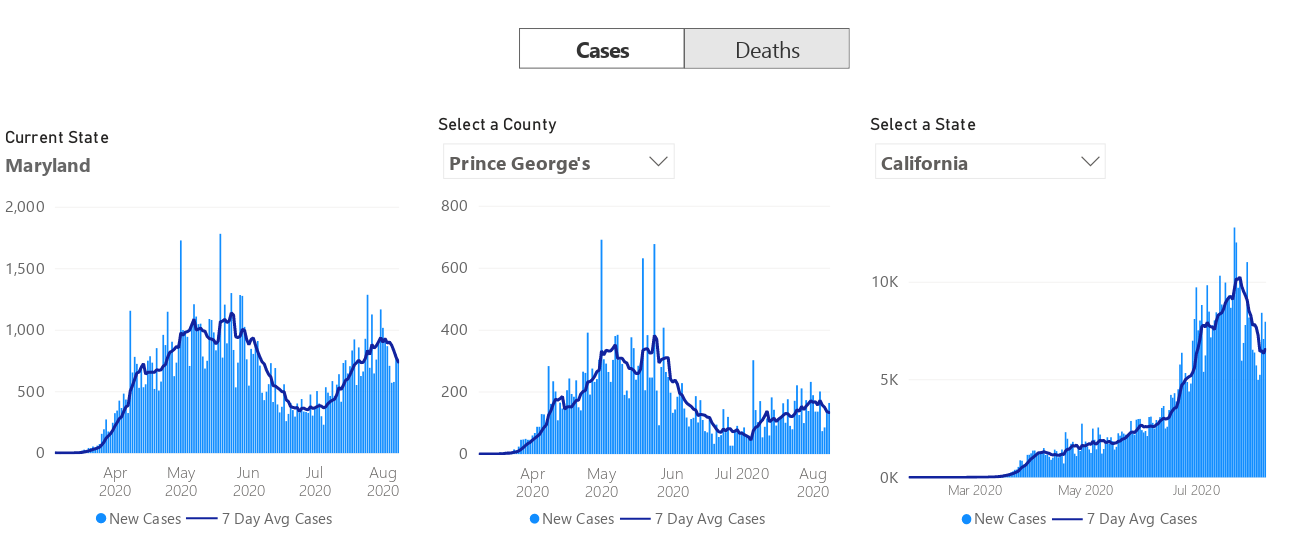 Cases Deaths
Current State
Maryland
2,000
1,500
1,000
500
0
Apr May Jun Jul Aug
2020 2020 2020 2020 2020
New Cases 7 Day Avg Cases
Select a County
Prince George's
800
600
400
200
0
Apr May Jun Jul 2020 Aug
2020 2020 2020 2020
New Cases 7 Day Avg Cases
Select a State
California
10K
5K
0K
Mar 2020 May 2020 Jul 2020
New Cases 7 Day Avg Cases